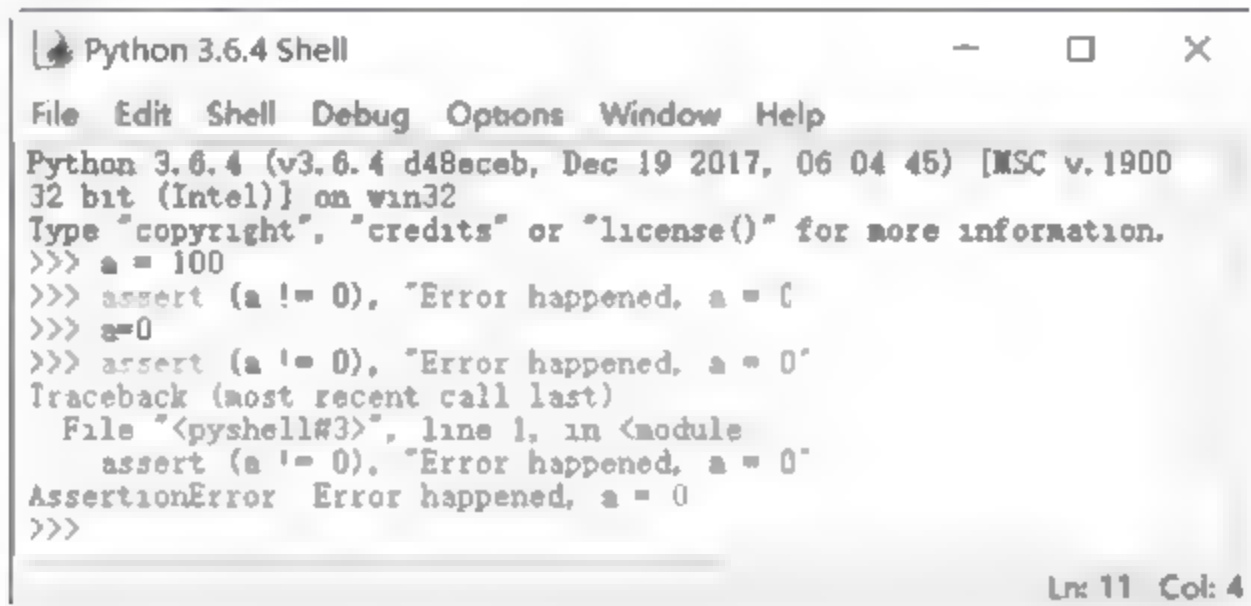 Python 3.6.4 Shell
File Edit Shell Debug Options Window Help
Python 3.6.4 (v3.6.4 d48eceb, Dec 19 2017, 06 04 45) [MSC v.1900
32 bit (Intel)] on win32
Type "copyright", "credits" or "license()" for more information.
>>> a = 100
>>> assert (a != 0), "Error happened, a = 0
>>> a=0
>>> assert (a != 0), "Error happened, a = 0"
Traceback (most recent call last)
File "<pyshell#3>", line 1, in <module
assert (a != 0), "Error happened, a = 0"
AssertionError Error happened, a = 0
>>>
Ln: 11 Col: 4